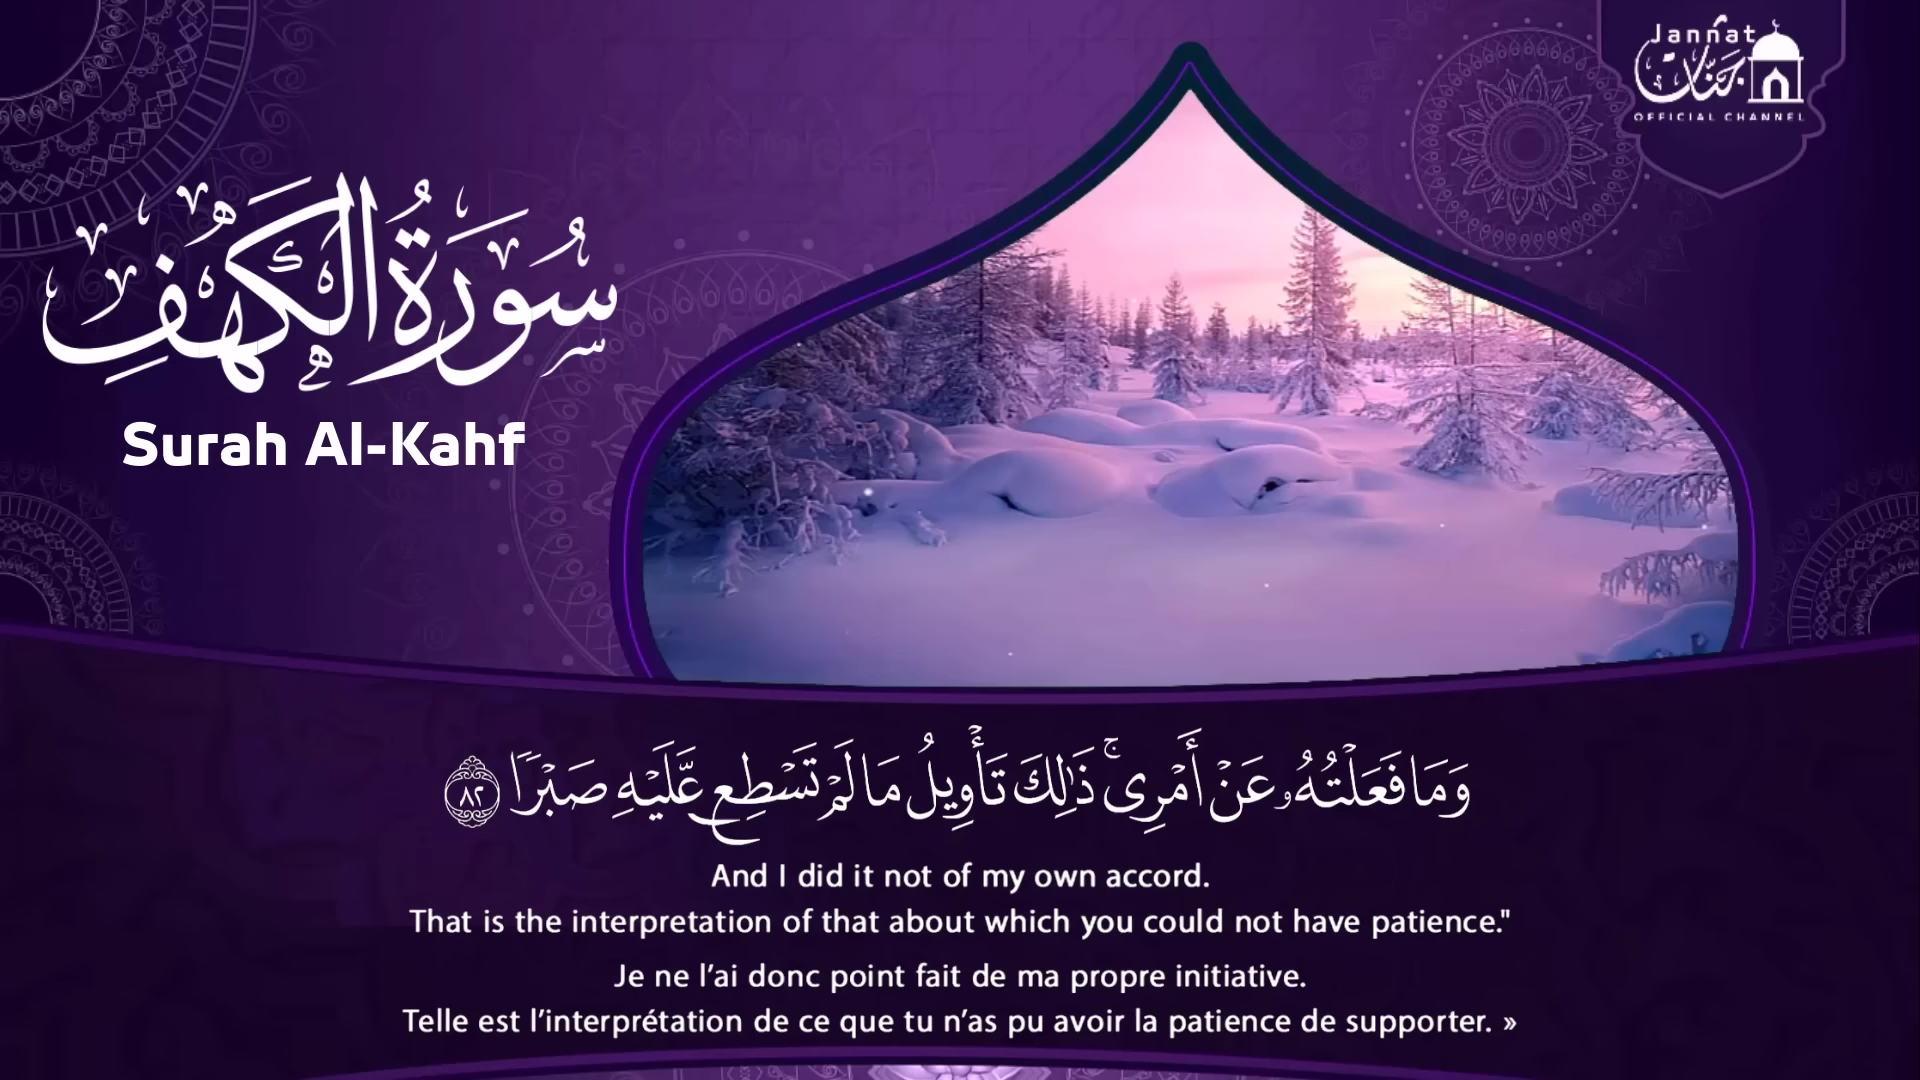 Jannat
جنات
OFFICIAL CHANNEL
سُورَةُ الْكَهْفِ
Surah Al-Kahf
وَمَا فَعَلْتُهُۥ عَنْ أَمْرِى ۚ ذَٰلِكَ تَأْوِيلُ مَا لَمْ تَسْطِع عَّلَيْهِ صَبْرًا ٨٢
And I did it not of my own accord.
That is the interpretation of that about which you could not have patience."
Je ne l’ai donc point fait de ma propre initiative.
Telle est l’interprétation de ce que tu n’as pu avoir la patience de supporter. »